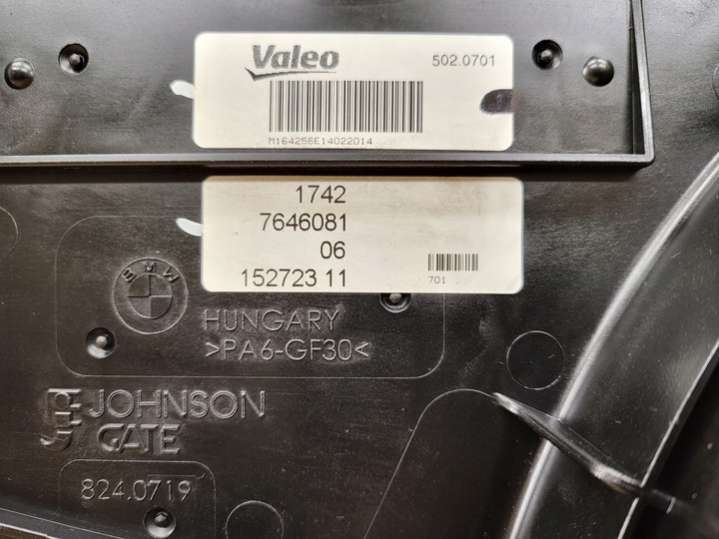 Valeo
502.0701
M164256E14022014
1742
7646081
06
152723 11
701
BMW
HUNGARY
>PA6-GF30<
JOHNSON
GATE
824.0719